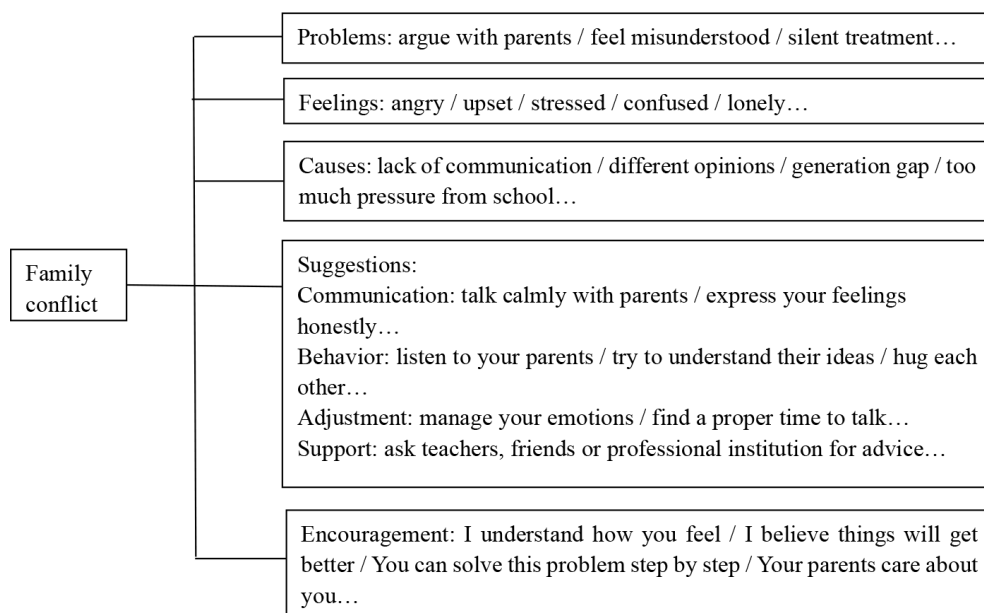 Problems: argue with parents / feel misunderstood / silent treatment…
Feelings: angry / upset / stressed / confused / lonely…
Causes: lack of communication / different opinions / generation gap / too
much pressure from school…
Family
conflict
Suggestions:
Communication: talk calmly with parents / express your feelings
honestly…
Behavior: listen to your parents / try to understand their ideas / hug each
other…
Adjustment: manage your emotions / find a proper time to talk…
Support: ask teachers, friends or professional institution for advice…
Encouragement: I understand how you feel / I believe things will get
better / You can solve this problem step by step / Your parents care about
you…